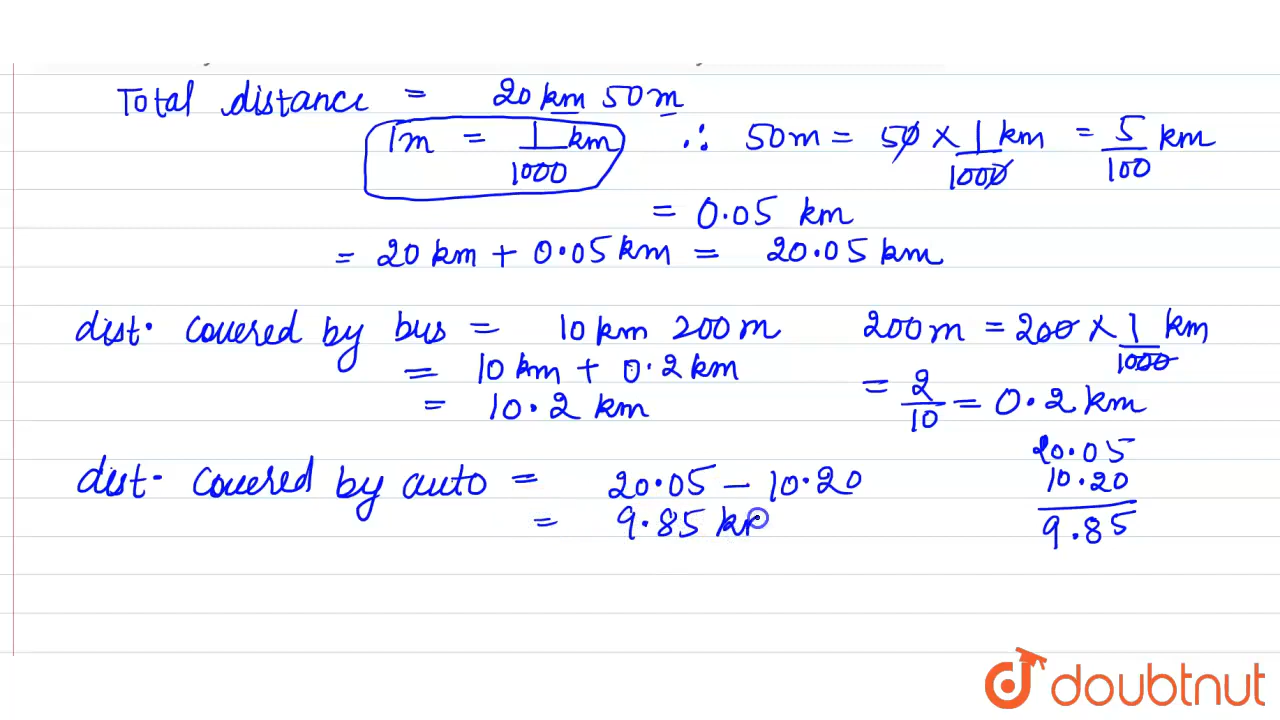 Total distance = 20 km 50 m
1m = 1/1000 km ∴ 50m = 50 × 1/1000 km = 5/100 km
= 0.05 km
= 20 km + 0.05 km = 20.05 km
dist. covered by bus = 10 km 200 m
200 m = 200 × 1/1000 km
= 10 km + 0.2 km
= 2/10 = 0.2 km
= 10.2 km
dist. covered by auto = 20.05 – 10.20
= 9.85
20.05
10.20
9.85
doubtnut